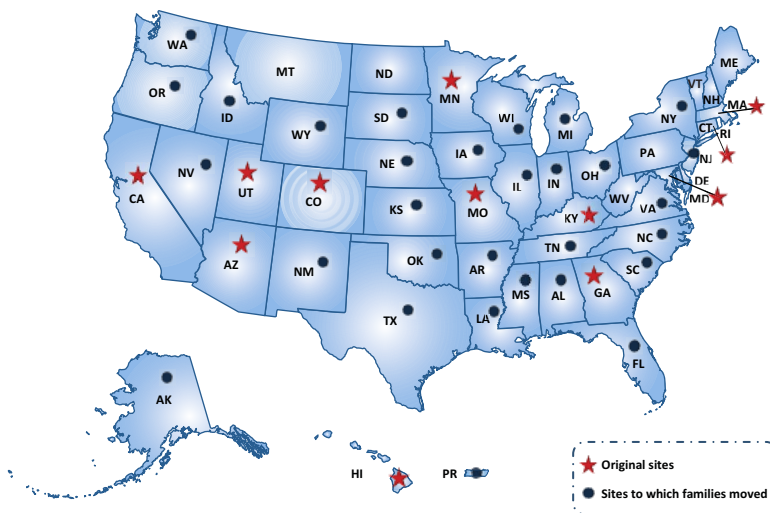 WA
MT
ND
MN
ME
VT
NH
MA
OR
ID
WY
SD
WI
MI
NY
CT
RI
NV
UT
CO
NE
IA
IL
IN
OH
PA
NJ
DE
MD
CA
KS
MO
KY
WV
VA
AZ
NM
OK
AR
TN
NC
SC
MS
AL
GA
TX
LA
FL
AK
HI
PR
Original sites
Sites to which families moved